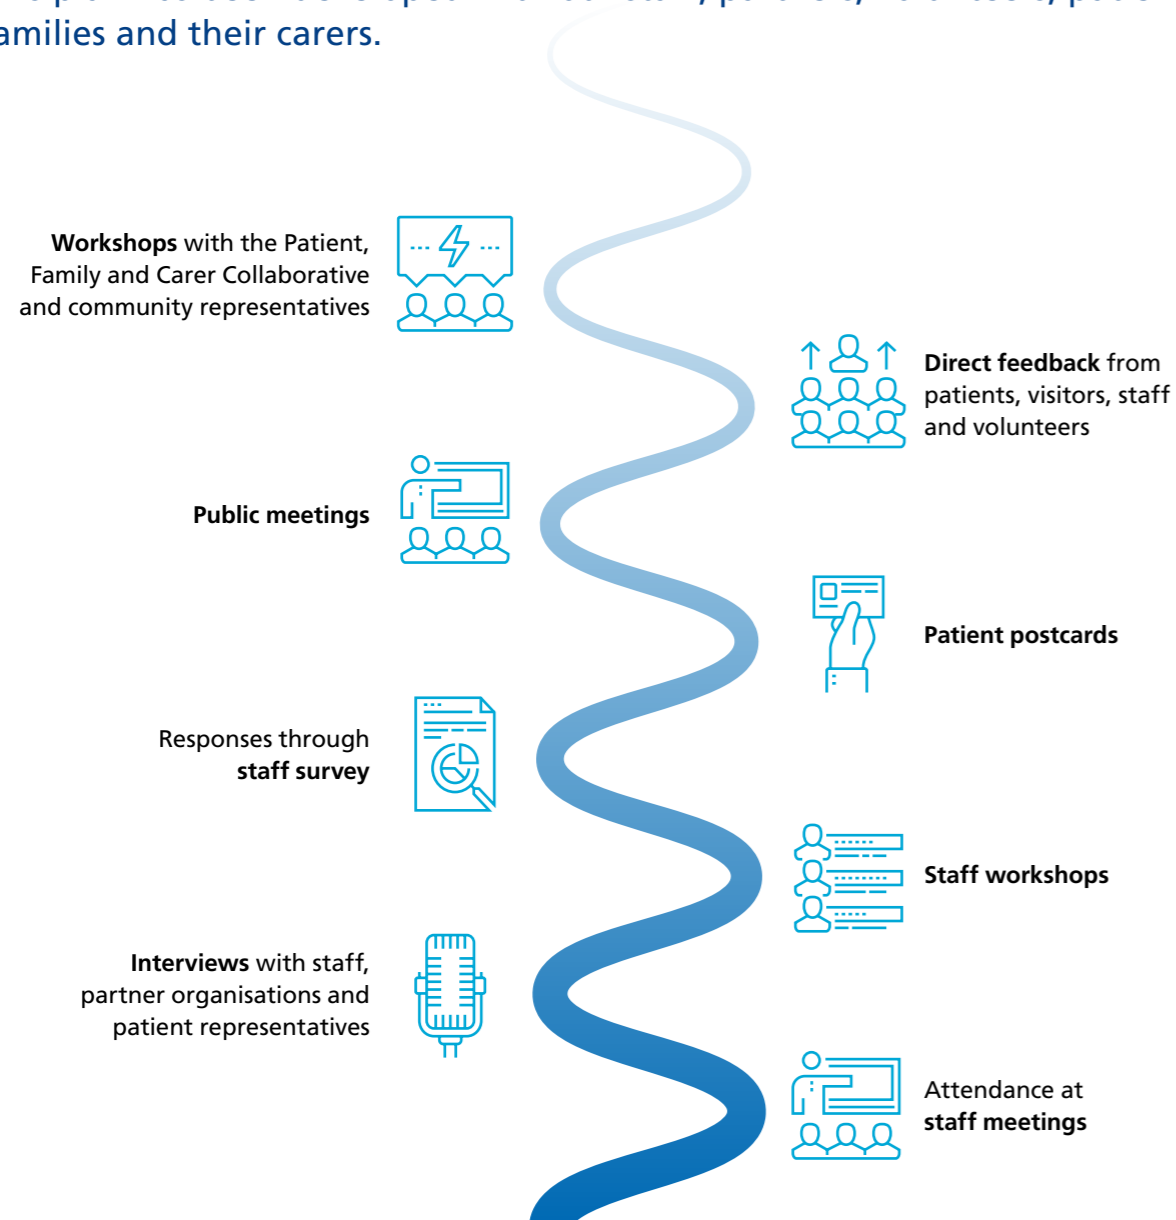 amilies and their carers.
Workshops with the Patient,
Family and Carer Collaborative
and community representatives
Direct feedback from
patients, visitors, staff
and volunteers
Public meetings
Patient postcards
Responses through
staff survey
Staff workshops
Interviews with staff,
partner organisations and
patient representatives
Attendance at
staff meetings